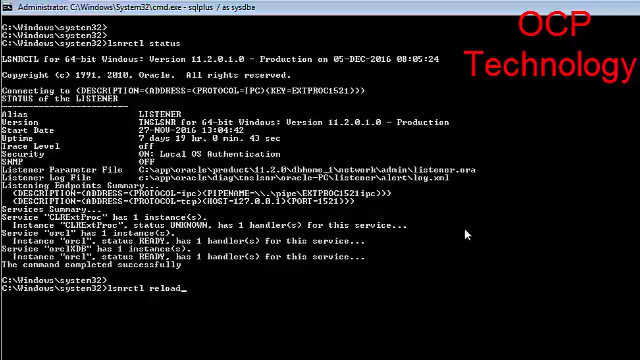 Administrator: C:\Windows\system32\cmd.exe - sqlplus / as sysdba
OCP
Technology
C:\Windows\system32>
C:\Windows\system32>
C:\Windows\system32>lsnrctl status
LSNRCTL for 64-bit Windows: Version 11.2.0.1.0 - Production on 05-DEC-2016 08:05:24
Copyright (c) 1991, 2010, Oracle. All rights reserved.
Connecting to (DESCRIPTION=(ADDRESS=(PROTOCOL=IPC)(KEY=EXTPROC1521)))
STATUS of the LISTENER
------------------------
Alias LISTENER
Version TNSLSNR for 64-bit Windows: Version 11.2.0.1.0 - Production
Start Date 27-NOV-2016 13:04:42
Uptime 7 days 19 hr. 0 min. 43 sec
Trace Level off
Security ON: Local OS Authentication
SNMP OFF
Listener Parameter File C:\app\oracle\product\11.2.0\dbhome_1\network\admin\listener.ora
Listener Log File c:\app\oracle\diag\tnslsnr\oracle-PC\listener\alert\log.xml
Listening Endpoints Summary...
(DESCRIPTION=(ADDRESS=(PROTOCOL=ipc)(PIPENAME=\\.\pipe\EXTPROC1521ipc)))
(DESCRIPTION=(ADDRESS=(PROTOCOL=tcp)(HOST=127.0.0.1)(PORT=1521)))
Services Summary...
Service "CLRExtProc" has 1 instance(s).
Instance "CLRExtProc", status UNKNOWN, has 1 handler(s) for this service...
Service "orcl" has 1 instance(s).
Instance "orcl", status READY, has 1 handler(s) for this service...
Service "orclXDB" has 1 instance(s).
Instance "orcl", status READY, has 1 handler(s) for this service...
The command completed successfully
C:\Windows\system32>
C:\Windows\system32>lsnrctl reload_